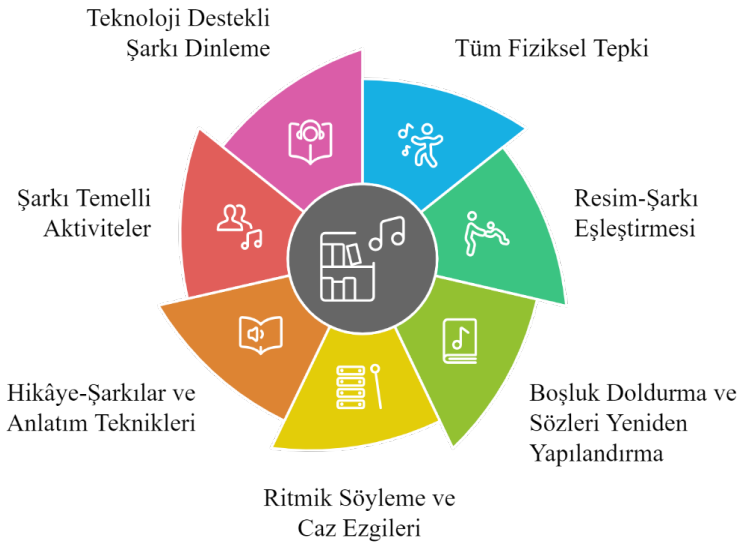 Teknoloji Destekli
Şarkı Dinleme
Tüm Fiziksel Tepki
Resim-Şarkı
Eşleştirmesi
Boşluk Doldurma ve
Sözleri Yeniden
Yapılandırma
Ritmik Söyleme ve
Caz Ezgileri
Hikâye-Şarkılar ve
Anlatım Teknikleri
Şarkı Temelli
Aktiviteler